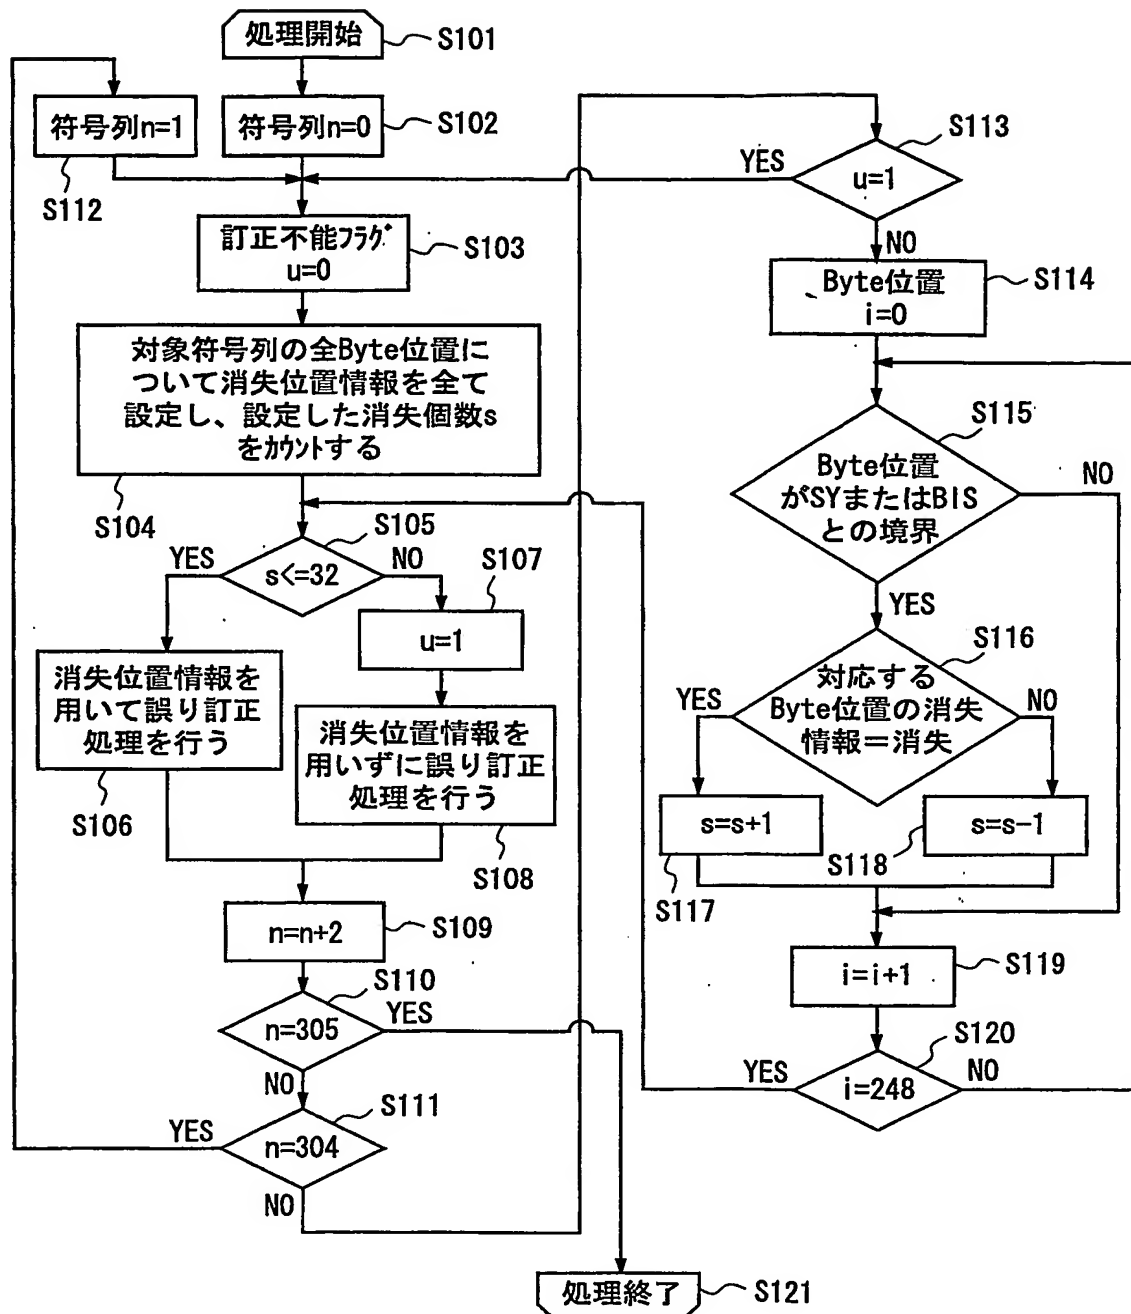 処理開始
S101
符号列n=1
S112
符号列n=0
S102
訂正不能ﾌﾗｸﾞ
u=0
S103
対象符号列の全Byte位置に
ついて消失位置情報を全て
設定し、設定した消失個数s
をｶｳﾝﾄする
S104
S105
YES
s<=32
NO
S107
u=1
消失位置情報を
用いて誤り訂正
処理を行う
S106
消失位置情報を
用いずに誤り訂正
処理を行う
S108
n=n+2
S109
S110
n=305
YES
NO
S111
YES
n=304
NO
S113
YES
u=1
NO
Byte位置
i=0
S114
S115
Byte位置
がSYまたはBIS
との境界
NO
YES
S116
YES
対応する
Byte位置の消失
情報＝消失
NO
s=s+1
S117
s=s-1
S118
i=i+1
S119
S120
YES
i=248
NO
処理終了
S121